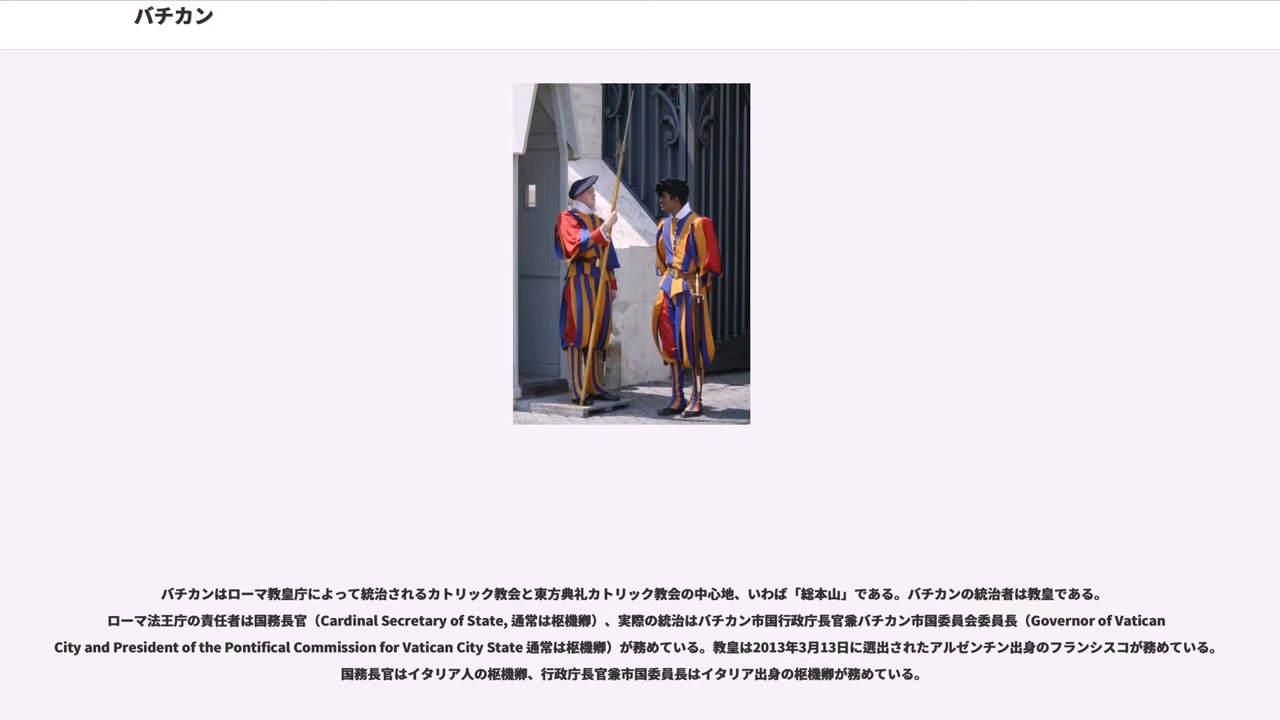 バチカン
バチカンはローマ教皇庁によって統治されるカトリック教会と東方典礼カトリック教会の中心地、いわば「総本山」である。バチカンの統治者は教皇である。
ローマ法王庁の責任者は国務長官（Cardinal Secretary of State, 通常は枢機卿）、実際の統治はバチカン市国行政庁長官兼バチカン市国委員会委員長（Governor of Vatican
City and President of the Pontifical Commission for Vatican City State 通常は枢機卿）が務めている。教皇は2013年3月13日に選出されたアルゼンチン出身のフランシスコが務めている。
国務長官はイタリア人の枢機卿、行政庁長官兼市国委員長はイタリア出身の枢機卿が務めている。